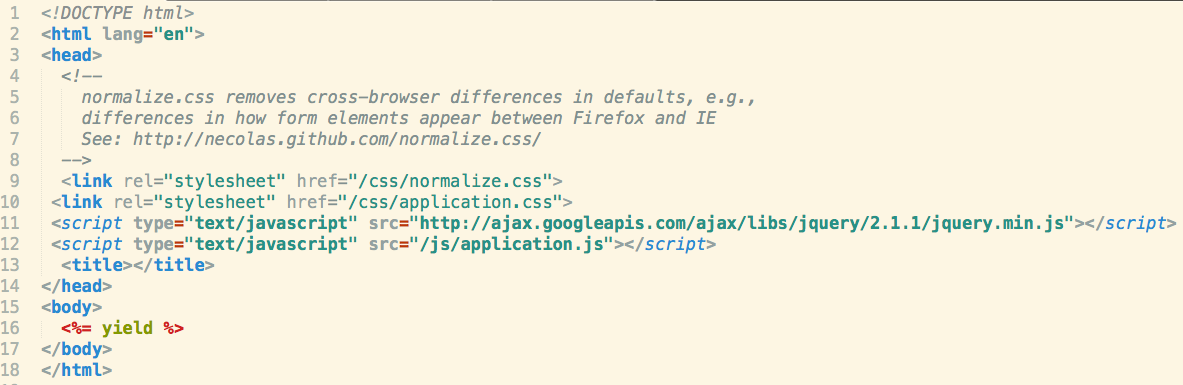 1 <!DOCTYPE html>
2 <html lang="en">
3 <head>
4   <!--
5     normalize.css removes cross-browser differences in defaults, e.g.,
6     differences in how form elements appear between Firefox and IE
7     See: http://necolas.github.com/normalize.css/
8   -->
9   <link rel="stylesheet" href="/css/normalize.css">
10  <link rel="stylesheet" href="/css/application.css">
11  <script type="text/javascript" src="http://ajax.googleapis.com/ajax/libs/jquery/2.1.1/jquery.min.js"></script>
12  <script type="text/javascript" src="/js/application.js"></script>
13   <title></title>
14 </head>
15 <body>
16   <%= yield %>
17 </body>
18 </html>